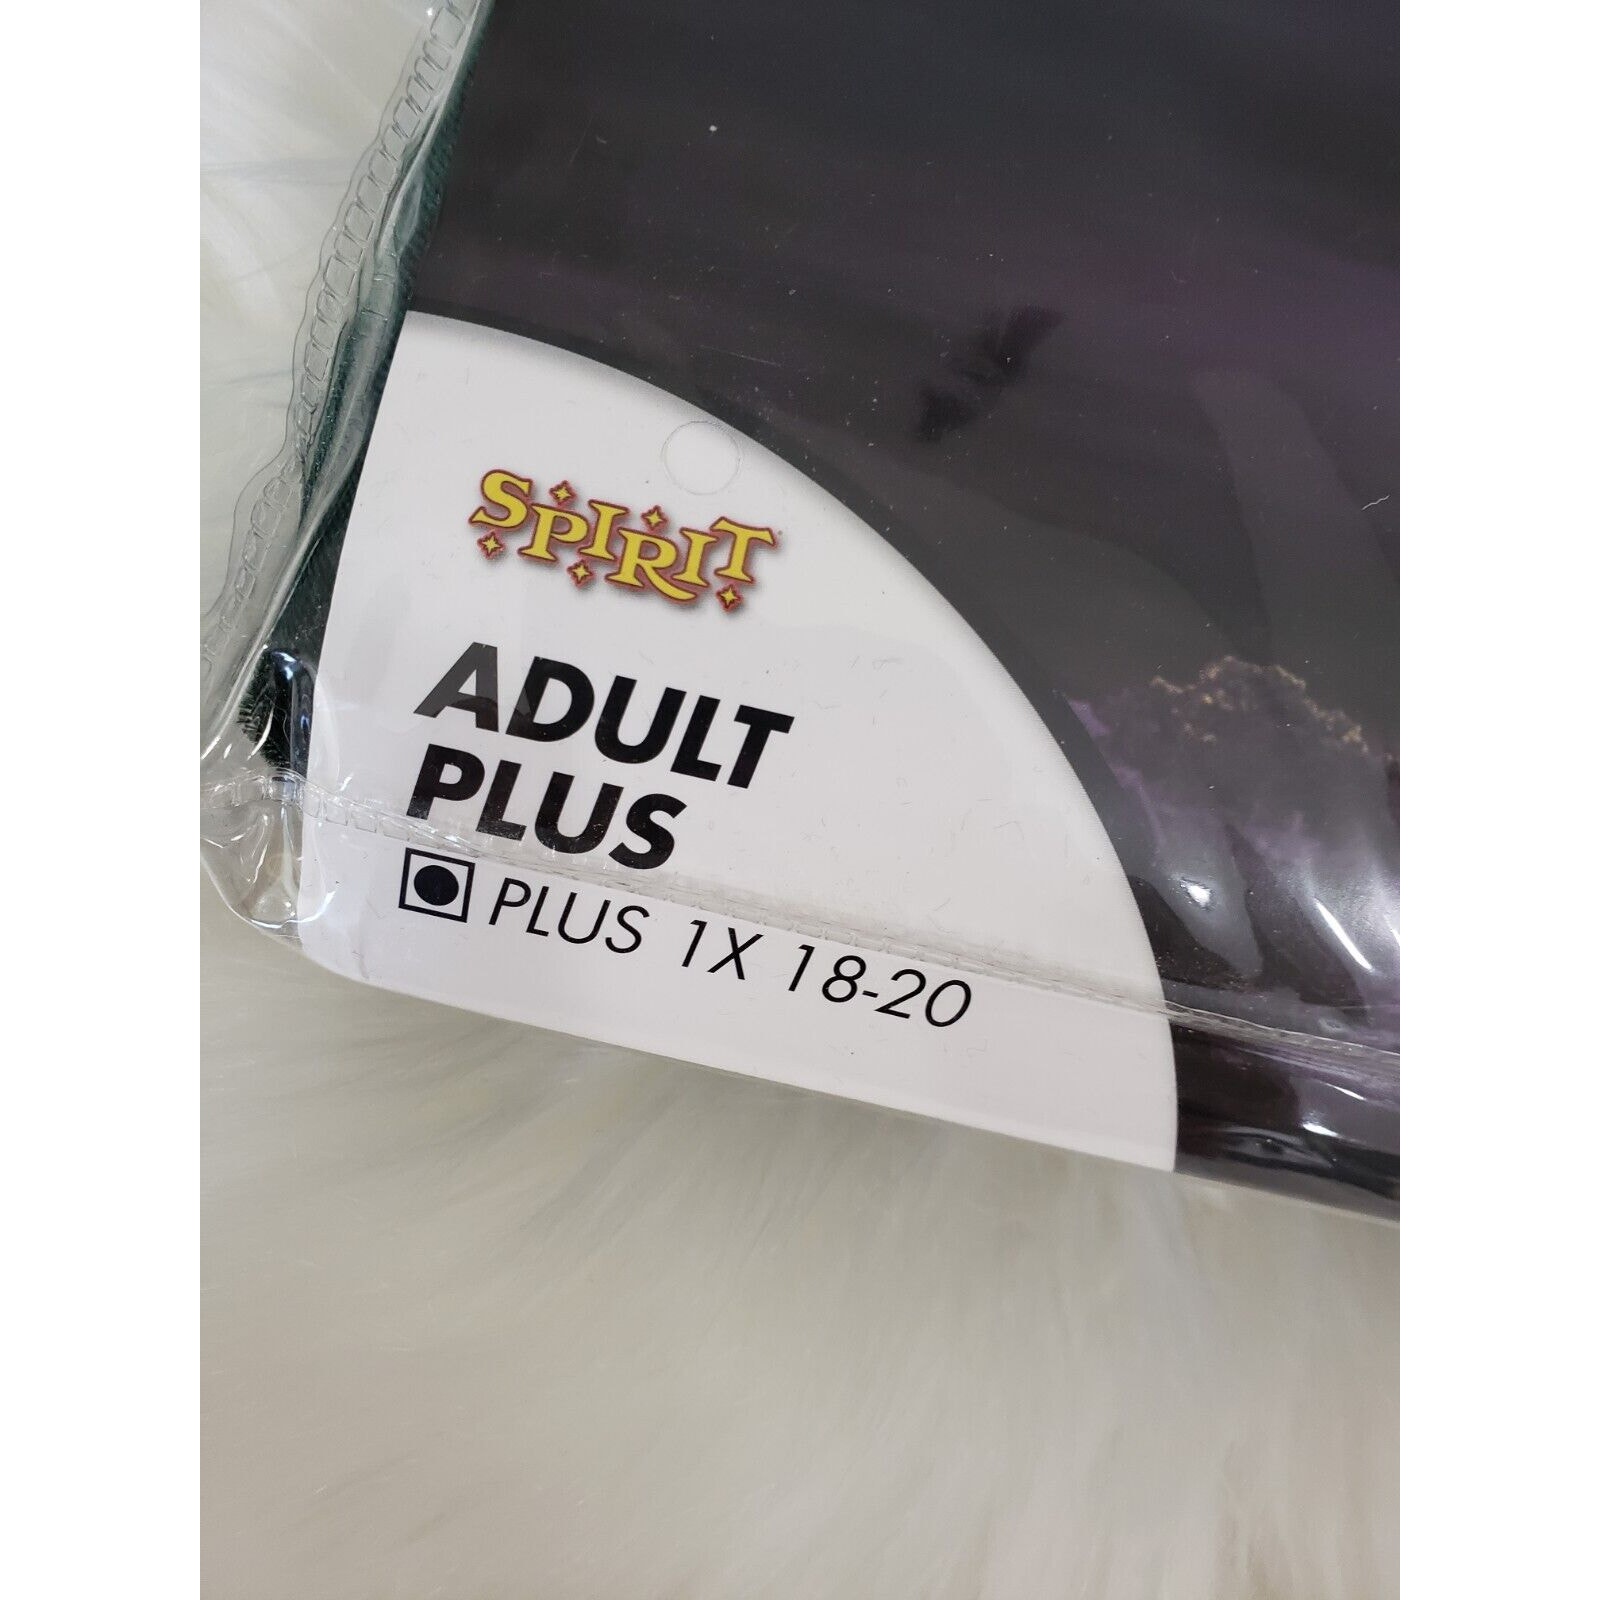 SPIRIT
ADULT
PLUS
PLUS 1X 18-20